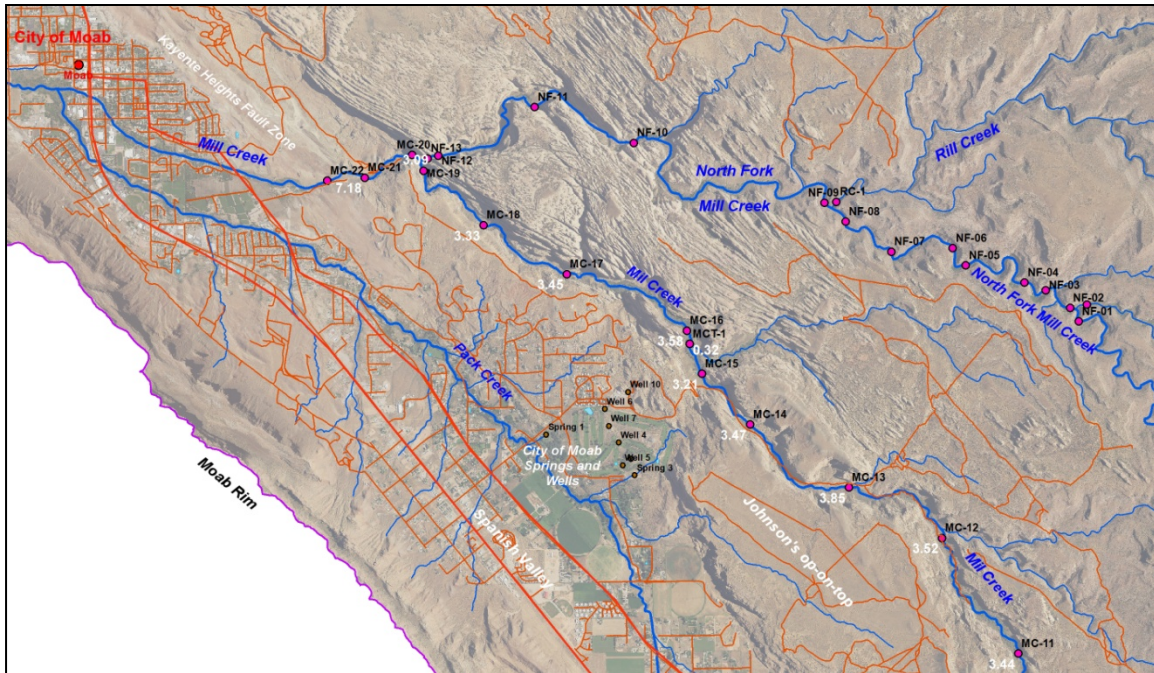 City of Moab
Moab
Kayente Heights Fault Zone
Mill Creek
MC-22
7.18
MC-21
MC-20
3.09
NF-13
NF-12
MC-19
NF-11
NF-10
North Fork
Mill Creek
Rill Creek
NF-09
RC-1
NF-08
NF-07
NF-06
NF-05
NF-04
NF-03
NF-02
NF-01
North Fork Mill Creek
MC-18
3.33
MC-17
3.45
Mil Creek
MC-16
3.58
MCT-1
0.32
MC-15
3.21
MC-14
3.47
MC-13
3.85
MC-12
3.52
Mil Creek
MC-11
3.44
Pack Creek
Well 10
Well 6
Well 7
Spring 1
Well 4
Well 5
Spring 3
City of Moab
Springs and
Wells
Moab Rim
Spanish Valley
Johnson's op-on-top